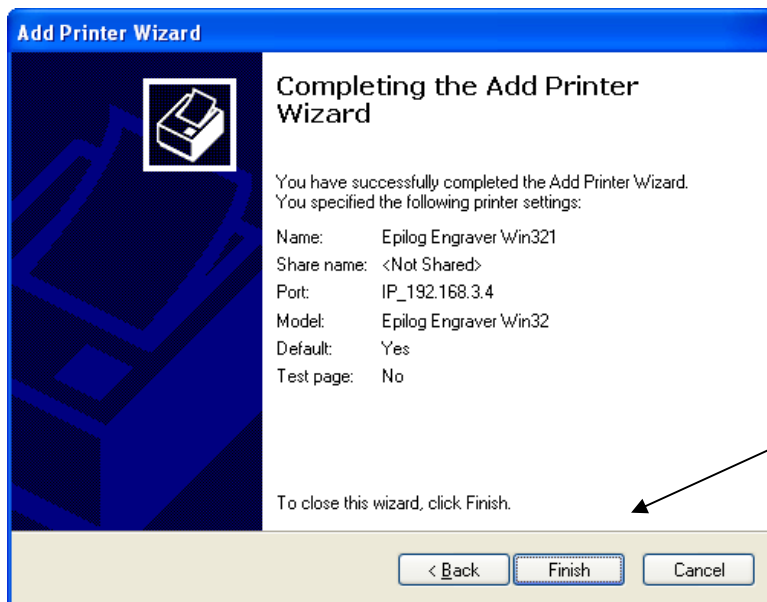 Add Printer Wizard
Completing the Add Printer
Wizard
You have successfully completed the Add Printer Wizard.
You specified the following printer settings:
Name: Epilog Engraver Win321
Share name: <Not Shared>
Port: IP_192.168.3.4
Model: Epilog Engraver Win32
Default: Yes
Test page: No
To close this wizard, click Finish.
< Back Finish Cancel